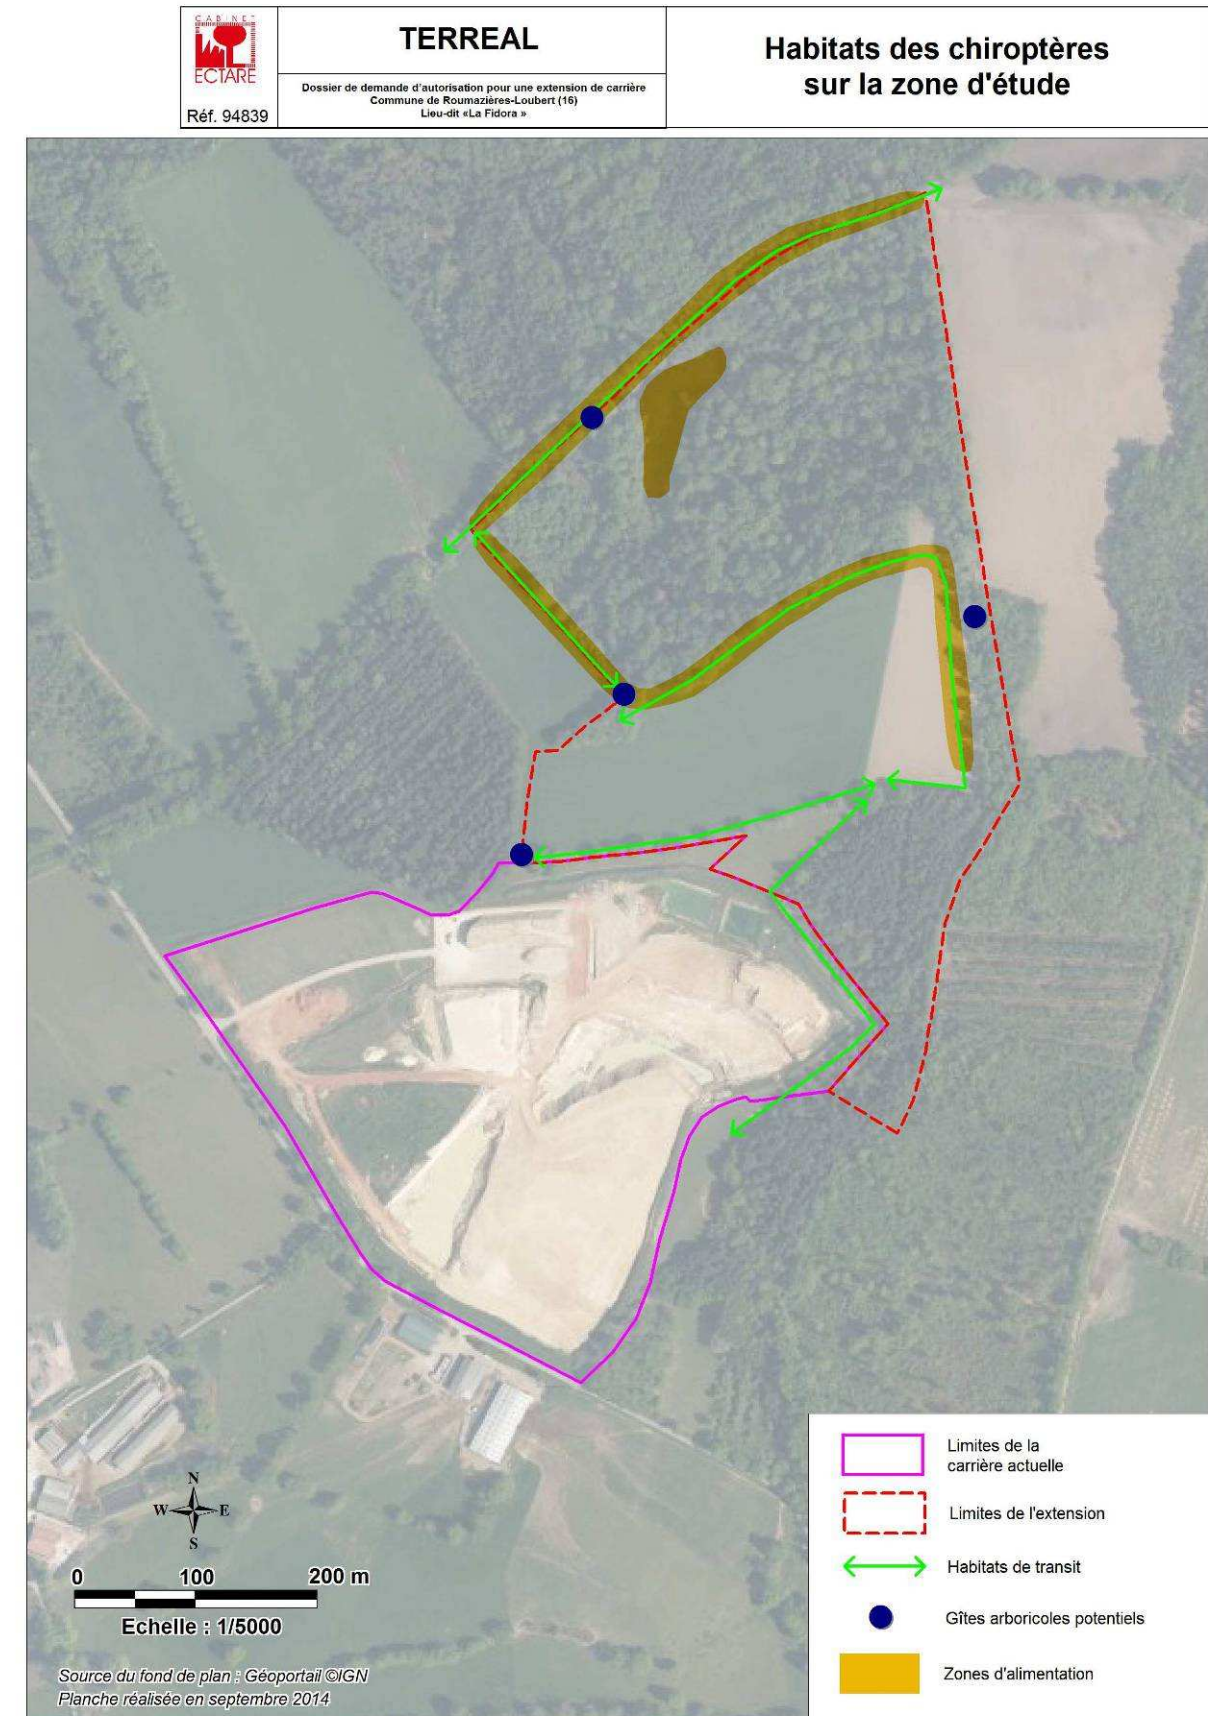 CABINET
ECTARE
Réf. 94839
TERREAL
Dossier de demande d'autorisation pour une extension de carrière
Commune de Roumazières-Loubert (16)
Lieu-dit «La Fidora »
Habitats des chiroptères
sur la zone d'étude
N
W E
S
0 100 200 m
Echelle : 1/5000
Source du fond de plan : Géoportail ©IGN
Planche réalisée en septembre 2014
Limites de la
carrière actuelle
Limites de l'extension
Habitats de transit
Gîtes arboricoles potentiels
Zones d'alimentation